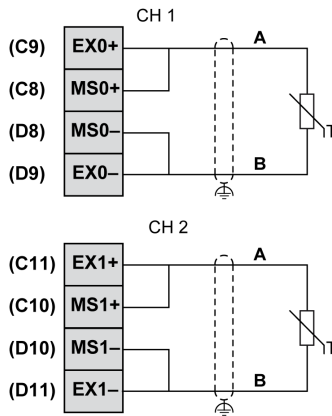 CH 1
(C9) EX0+ A
(C8) MS0+
T
(D8) MS0–
(D9) EX0– B
CH 2
(C11) EX1+ A
(C10) MS1+
T
(D10) MS1–
(D11) EX1– B